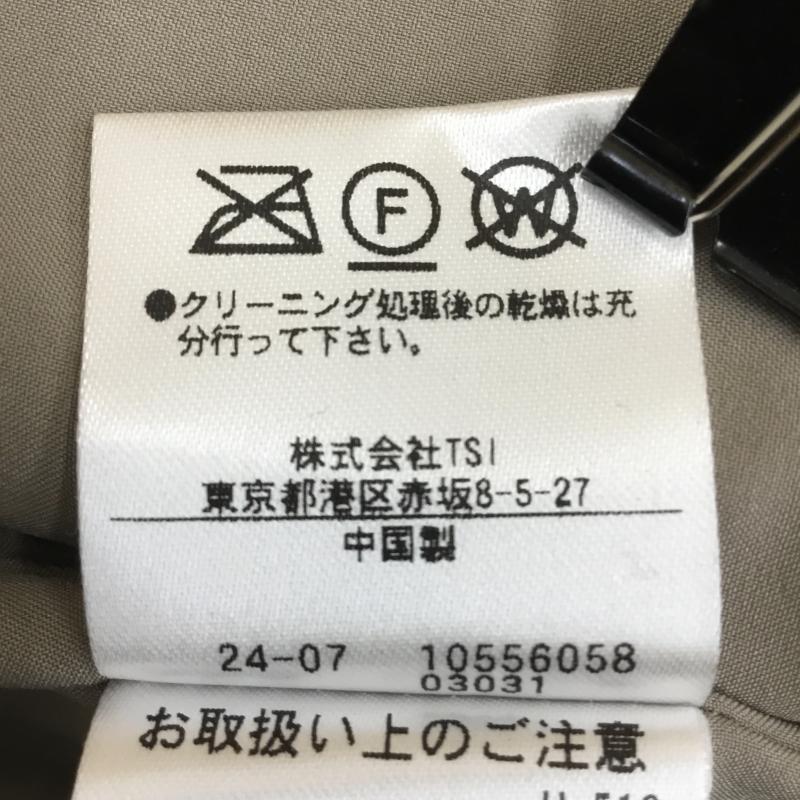 F W
●クリーニング処理後の乾燥は充
分行って下さい。
株式会社TSI
東京都港区赤坂8-5-27
中国製
24-07 10556058
03031
お取扱い上のご注意